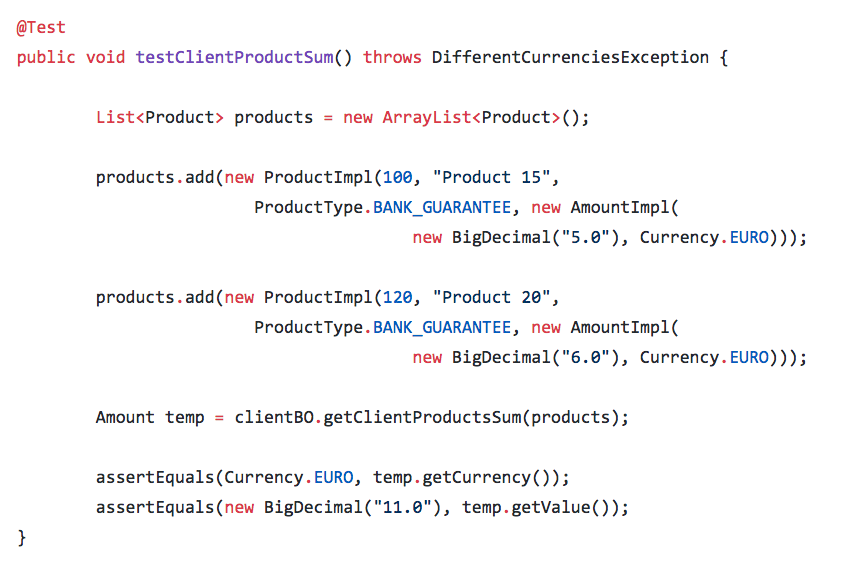 @Test
public void testClientProductSum() throws DifferentCurrenciesException {
List<Product> products = new ArrayList<Product>();
products.add(new ProductImpl(100, "Product 15",
ProductType.BANK_GUARANTEE, new AmountImpl(
new BigDecimal("5.0"), Currency.EURO)));
products.add(new ProductImpl(120, "Product 20",
ProductType.BANK_GUARANTEE, new AmountImpl(
new BigDecimal("6.0"), Currency.EURO)));
Amount temp = clientBO.getClientProductsSum(products);
assertEquals(Currency.EURO, temp.getCurrency());
assertEquals(new BigDecimal("11.0"), temp.getValue());
}